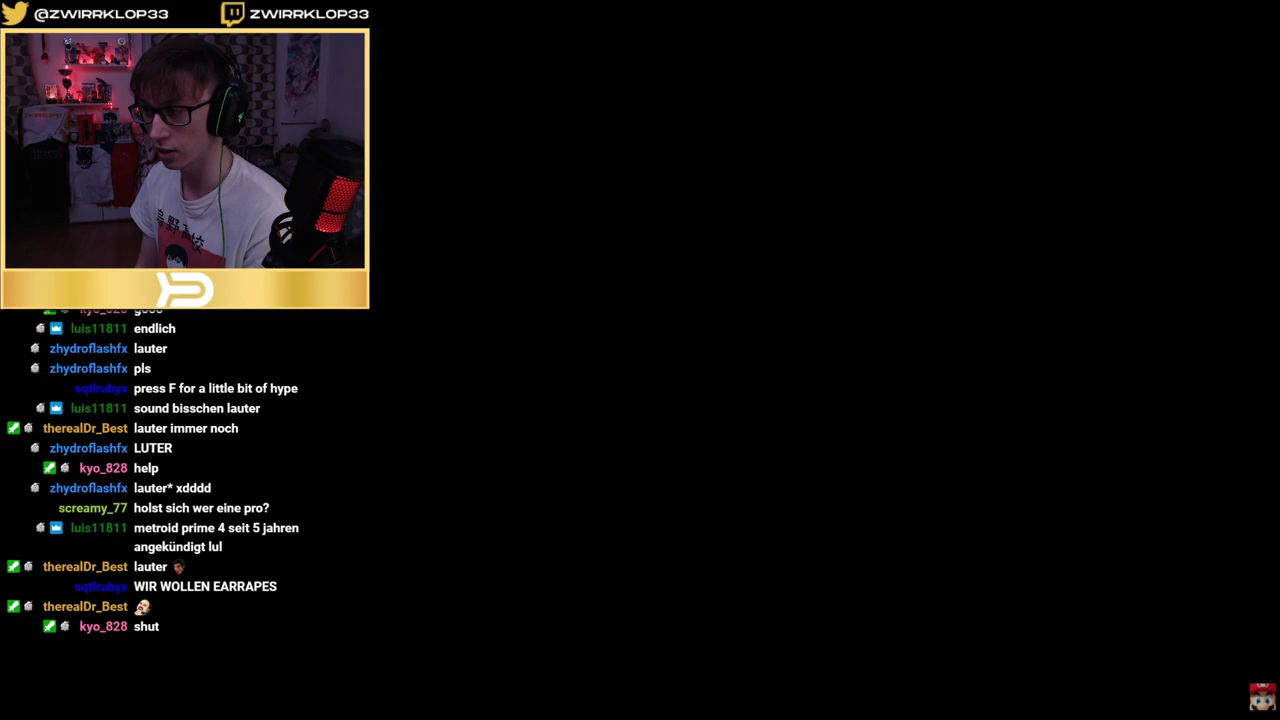 @ZWIRRKLOP33
ZWIRRKLOP33
luis11811 endlich
zhydroflashfx lauter
zhydroflashfx pls
sqtlrubyx press F for a little bit of hype
luis11811 sound bisschen lauter
therealDr_Best lauter immer noch
zhydroflashfx LUTER
kyo_828 help
zhydroflashfx lauter* xdddd
screamy_77 holst sich wer eine pro?
luis11811 metroid prime 4 seit 5 jahren
angekündigt lul
therealDr_Best lauter
sqtlrubyx WIR WOLLEN EARRAPES
therealDr_Best
kyo_828 shut